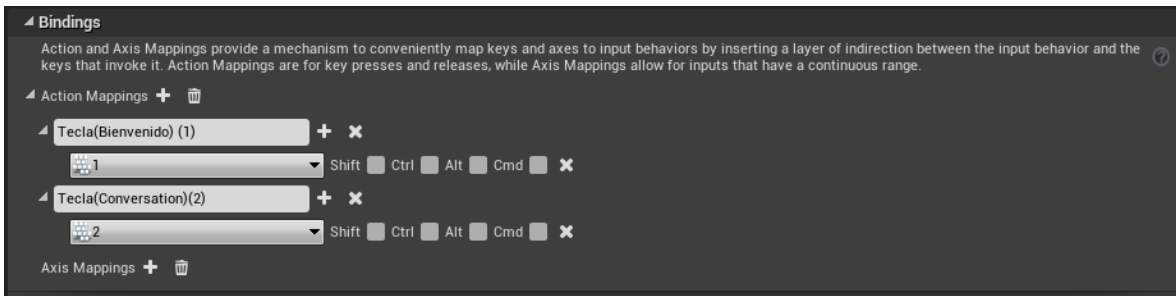 Bindings
Action and Axis Mappings provide a mechanism to conveniently map keys and axes to input behaviors by inserting a layer of indirection between the input behavior and the
keys that invoke it. Action Mappings are for key presses and releases, while Axis Mappings allow for inputs that have a continuous range.
Action Mappings
Tecla(Bienvenido) (1)
1 Shift Ctrl Alt Cmd
Tecla(Conversation)(2)
2 Shift Ctrl Alt Cmd
Axis Mappings